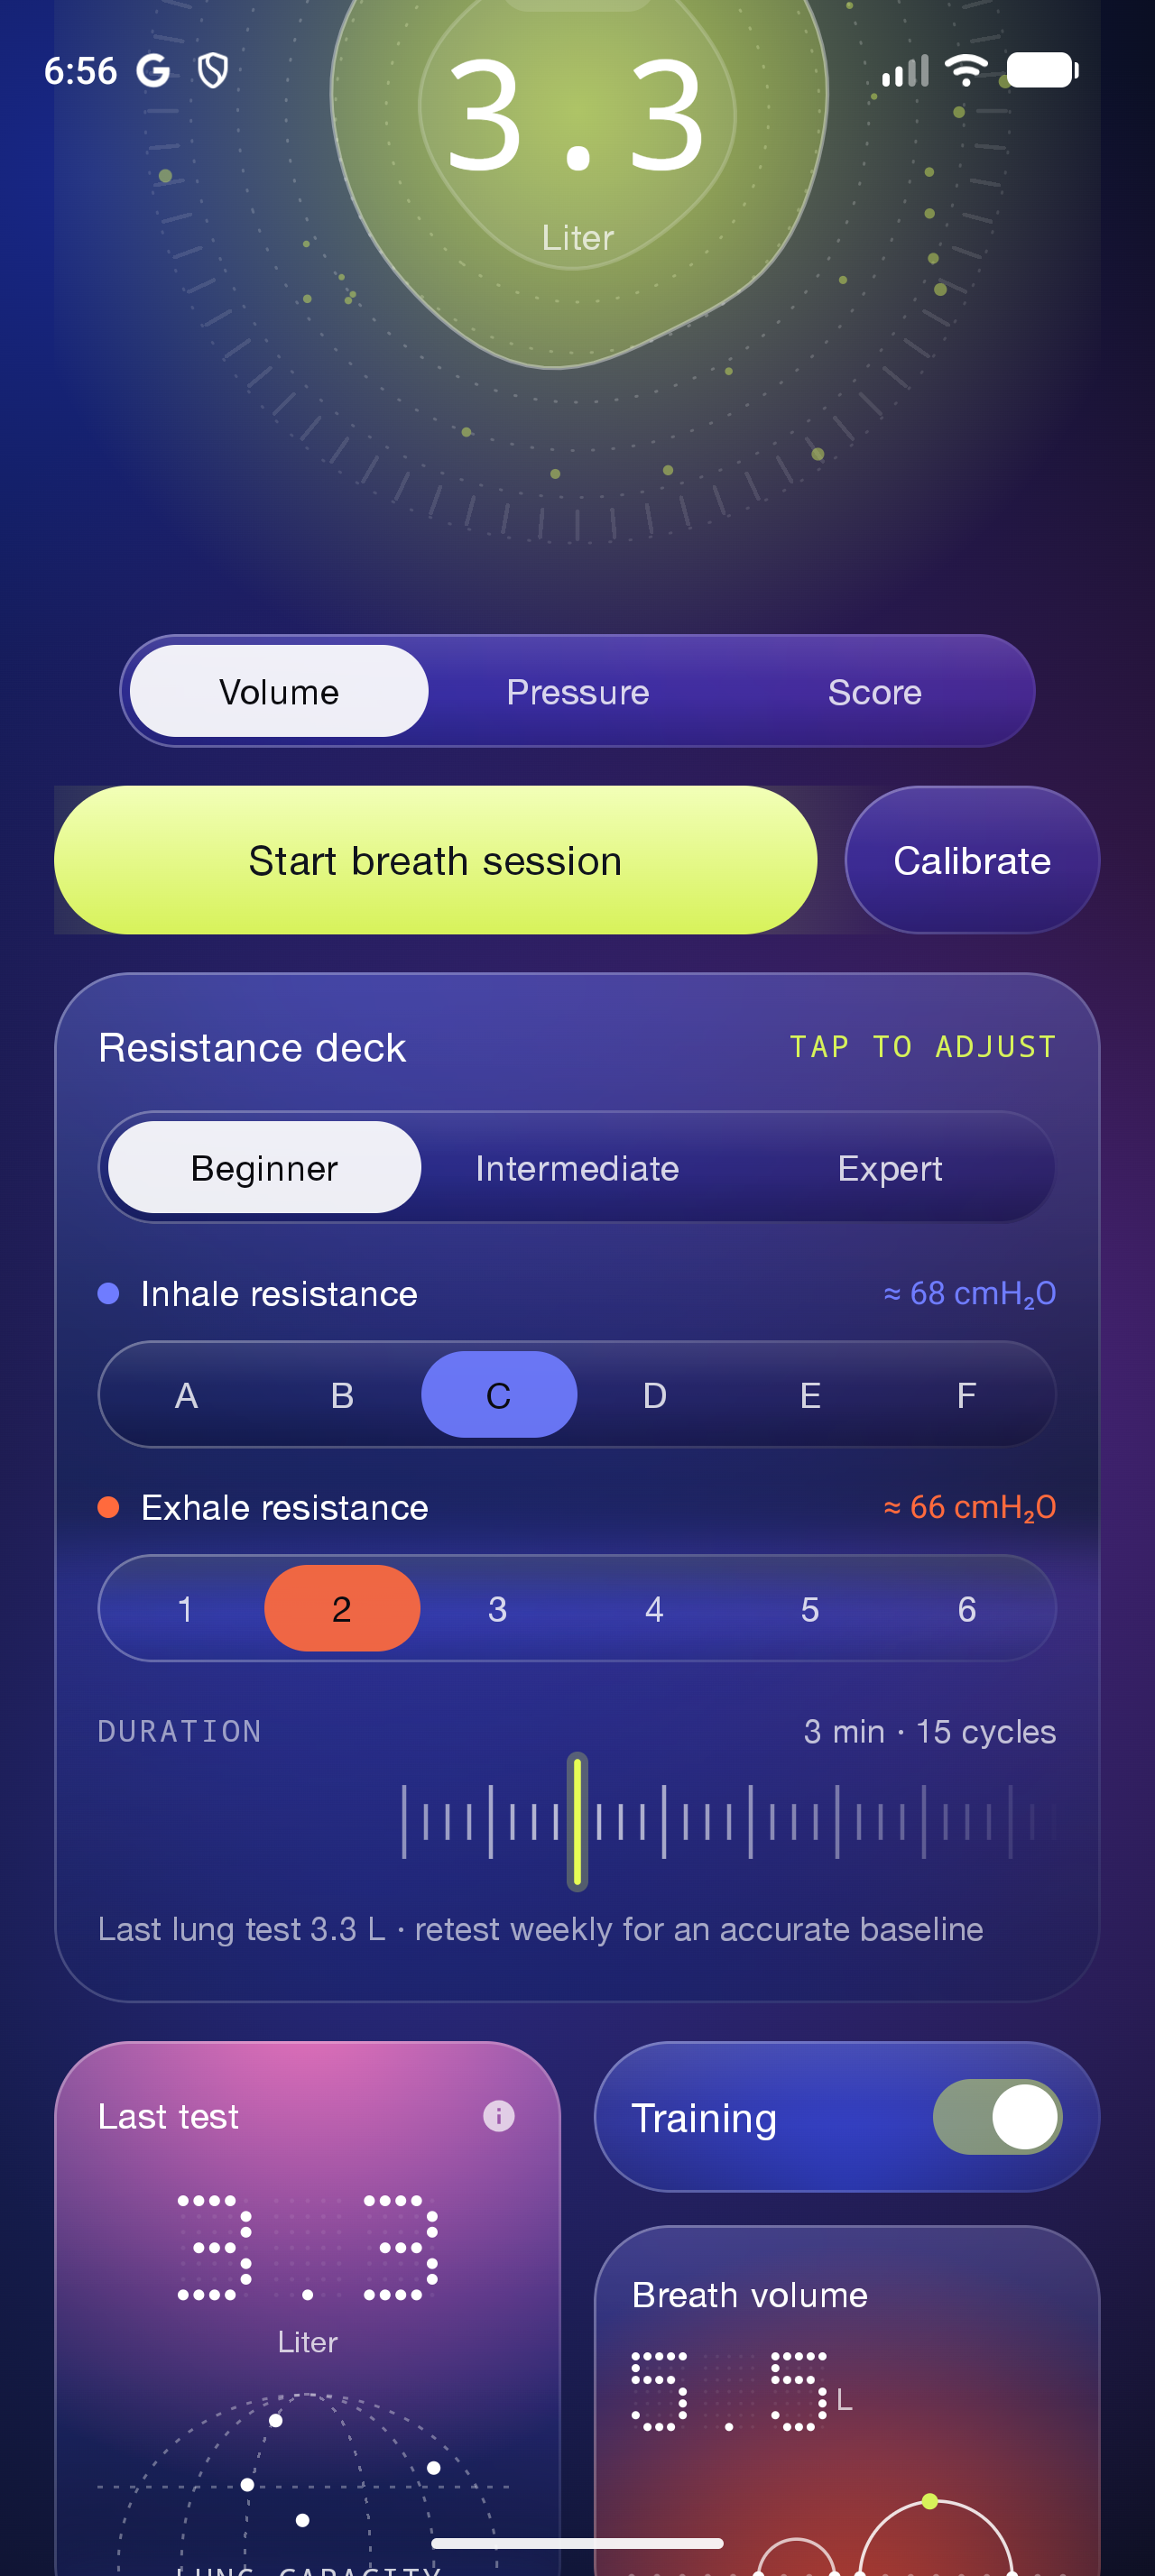 6:56
3.3
Liter
Volume Pressure Score
Start breath session Calibrate
Resistance deck TAP TO ADJUST
Beginner Intermediate Expert
Inhale resistance ≈ 68 cmH₂O
A B C D E F
Exhale resistance ≈ 66 cmH₂O
1 2 3 4 5 6
DURATION 3 min · 15 cycles
Last lung test 3.3 L · retest weekly for an accurate baseline
Last test
Training
3.3
Liter
Breath volume
5.5 L
LUNG CAPACITY